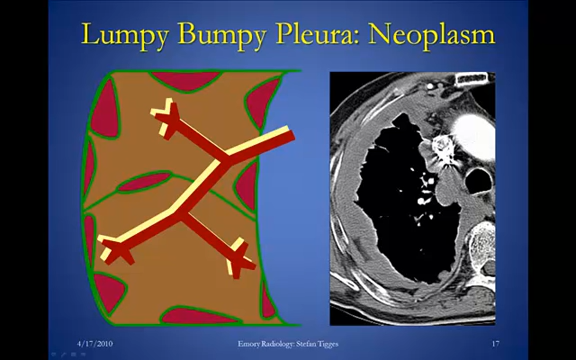 Lumpy Bumpy Pleura: Neoplasm
4/17/2010 Emory Radiology: Stefan Tigges 17